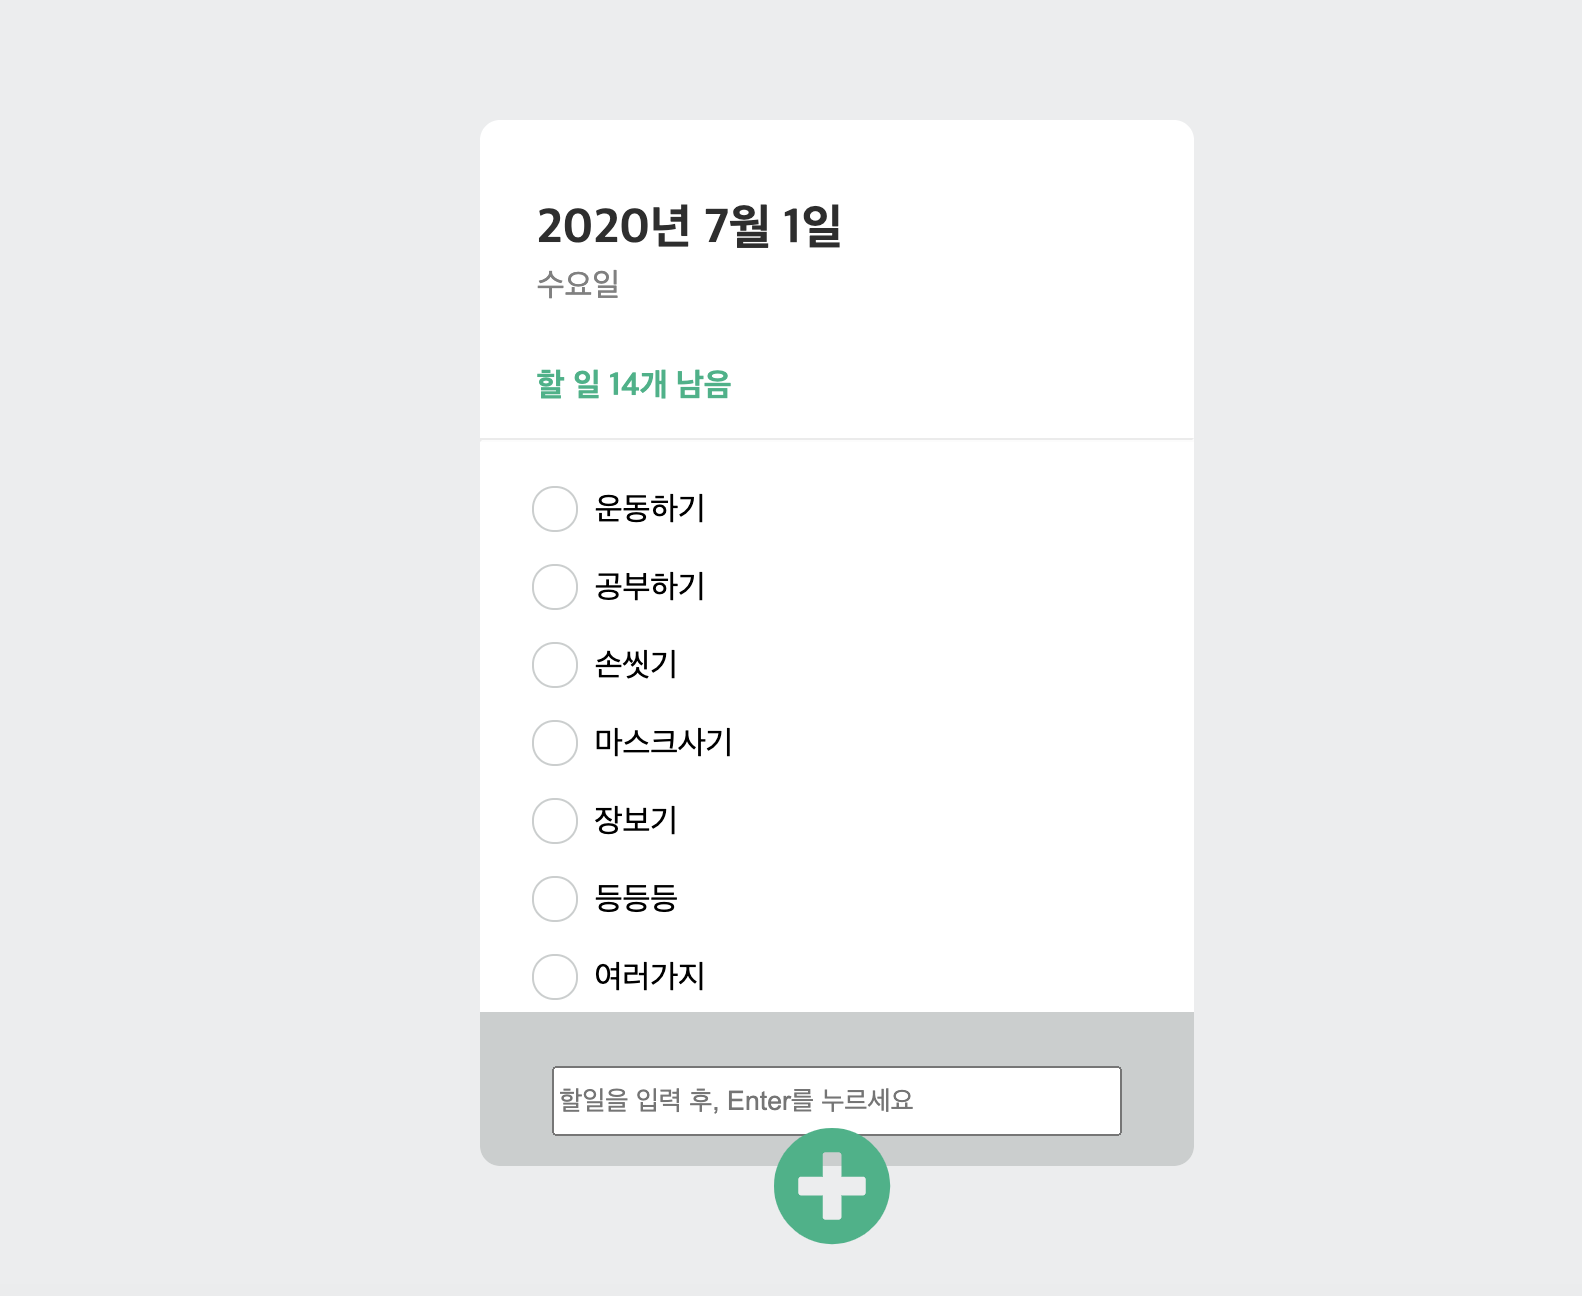 2020년 7월 1일
수요일
할 일 14개 남음
운동하기
공부하기
손씻기
마스크사기
장보기
등등등
여러가지
할일을 입력 후, Enter를 누르세요